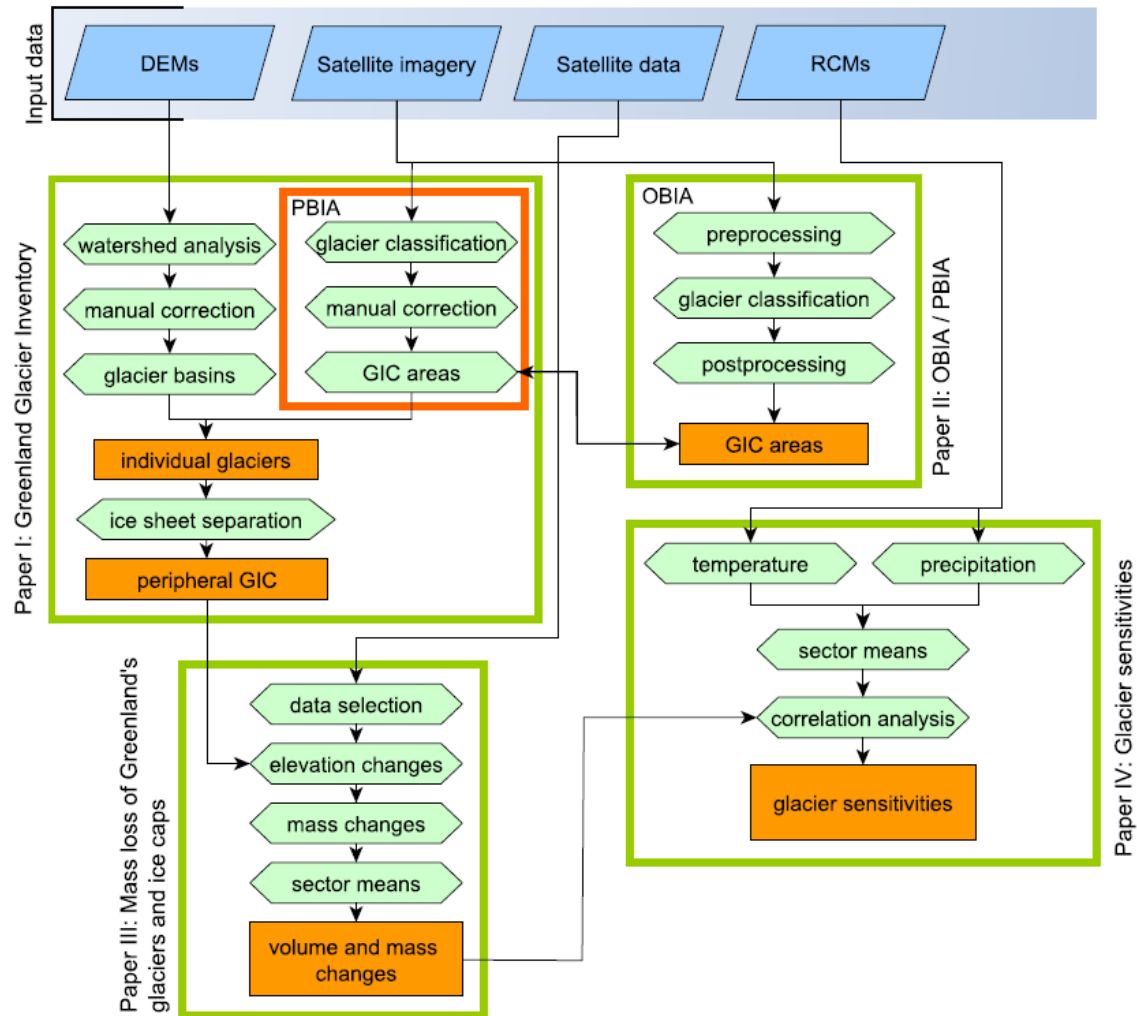 Input data
DEMs
Satellite imagery
Satellite data
RCMs
Paper I: Greenland Glacier Inventory
watershed analysis
manual correction
glacier basins
PBIA
glacier classification
manual correction
GIC areas
individual glaciers
ice sheet separation
peripheral GIC
OBIA
preprocessing
glacier classification
postprocessing
GIC areas
Paper II: OBIA / PBIA
Paper III: Mass loss of Greenland's
glaciers and ice caps
data selection
elevation changes
mass changes
sector means
volume and mass
changes
temperature
precipitation
sector means
correlation analysis
glacier sensitivities
Paper IV: Glacier sensitivities